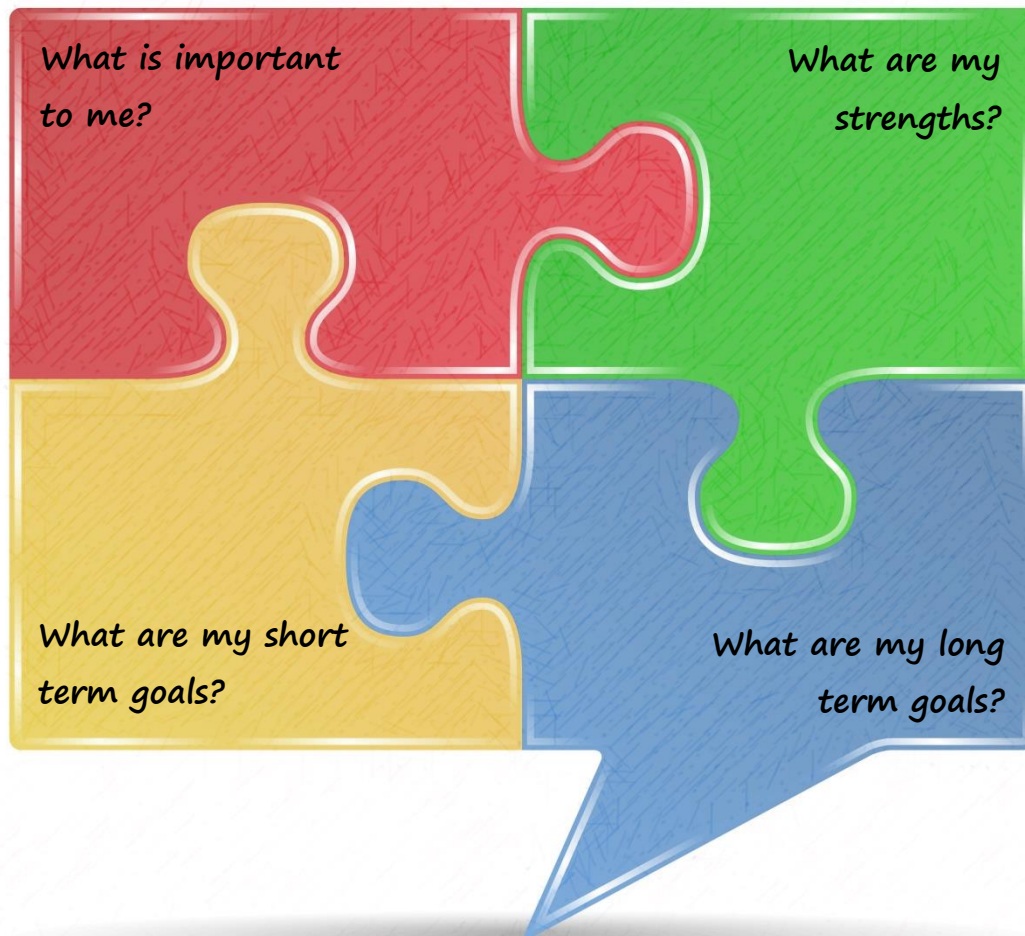 What is important
to me?
What are my
strengths?
What are my short
term goals?
What are my long
term goals?